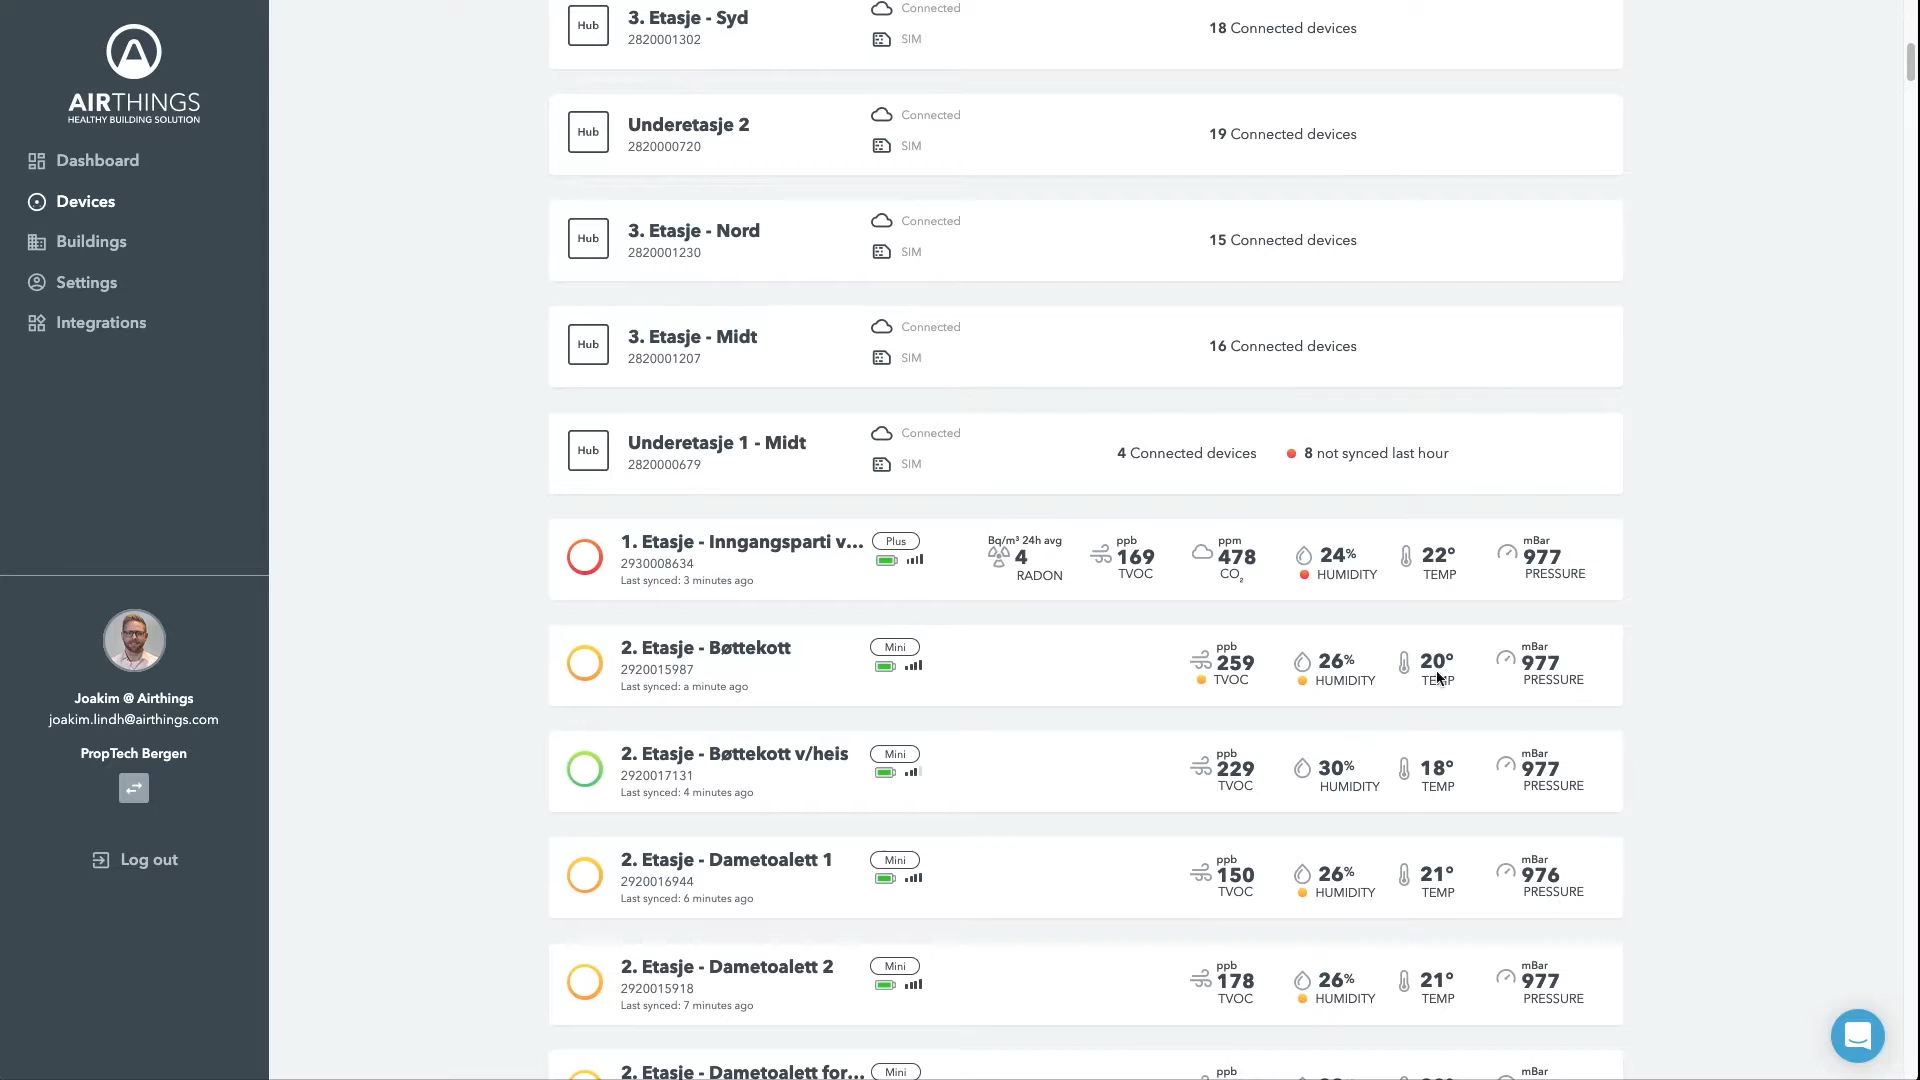 AIRTHINGS
HEALTHY BUILDING SOLUTION
Dashboard
Devices
Buildings
Settings
Integrations
Joakim @ Airthings
joakim.lindh@airthings.com
PropTech Bergen
Log out
Hub
3. Etasje - Syd
2820001302
Connected
SIM
18 Connected devices
Hub
Underetasje 2
2820000720
Connected
SIM
19 Connected devices
Hub
3. Etasje - Nord
2820001230
Connected
SIM
15 Connected devices
Hub
3. Etasje - Midt
2820001207
Connected
SIM
16 Connected devices
Hub
Underetasje 1 - Midt
2820000679
Connected
SIM
4 Connected devices
8 not synced last hour
1. Etasje - Inngangsparti v...
2930008634
Last synced: 3 minutes ago
Plus
Bq/m³ 24h avg
4
RADON
ppb
169
TVOC
ppm
478
CO₂
24%
HUMIDITY
22°
TEMP
mBar
977
PRESSURE
2. Etasje - Bøttekott
2920015987
Last synced: a minute ago
Mini
ppb
259
TVOC
26%
HUMIDITY
20°
TEMP
mBar
977
PRESSURE
2. Etasje - Bøttekott v/heis
2920017131
Last synced: 4 minutes ago
Mini
ppb
229
TVOC
30%
HUMIDITY
18°
TEMP
mBar
977
PRESSURE
2. Etasje - Dametoalett 1
2920016944
Last synced: 6 minutes ago
Mini
ppb
150
TVOC
26%
HUMIDITY
21°
TEMP
mBar
976
PRESSURE
2. Etasje - Dametoalett 2
2920015918
Last synced: 7 minutes ago
Mini
ppb
178
TVOC
26%
HUMIDITY
21°
TEMP
mBar
977
PRESSURE
2. Etasje - Dametoalett for...
Mini
ppb
mBar